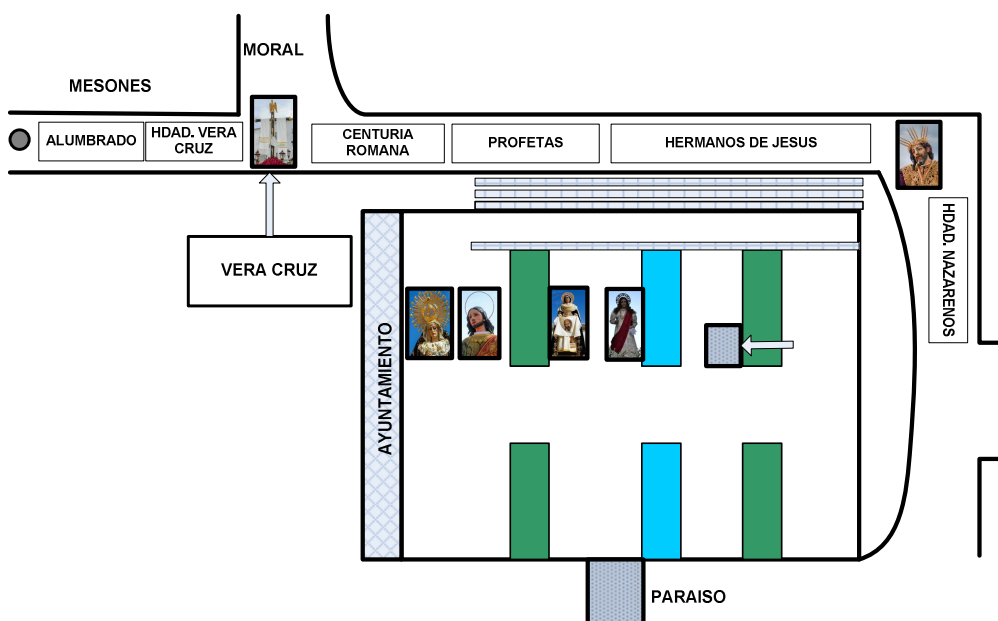 MORAL
MESONES
ALUMBRADO
HDAD. VERA
CRUZ
CENTURIA
ROMANA
PROFETAS
HERMANOS DE JESUS
HDAD. NAZARENOS
VERA CRUZ
AYUNTAMIENTO
PARAISO